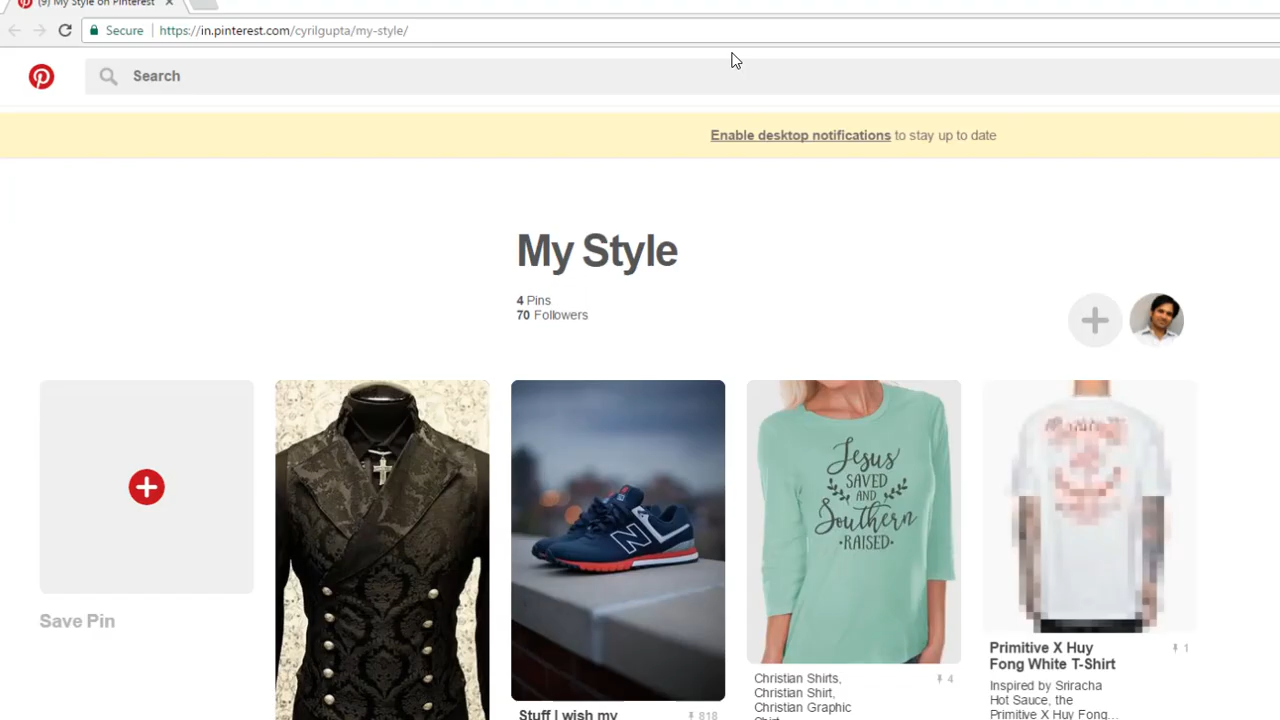 (9) My Style on Pinterest
Secure
https://in.pinterest.com/cyrilgupta/my-style/
Search
Enable desktop notifications to stay up to date
My Style
4 Pins
70 Followers
Save Pin
N
Stuff I wish my
818
Jesus
SAVED
AND
Southern
·RAISED·
Christian Shirts,
Christian Shirt,
Christian Graphic
4
Primitive X Huy
Fong White T-Shirt
1
Inspired by Sriracha
Hot Sauce, the
Primitive X Huy Fong...